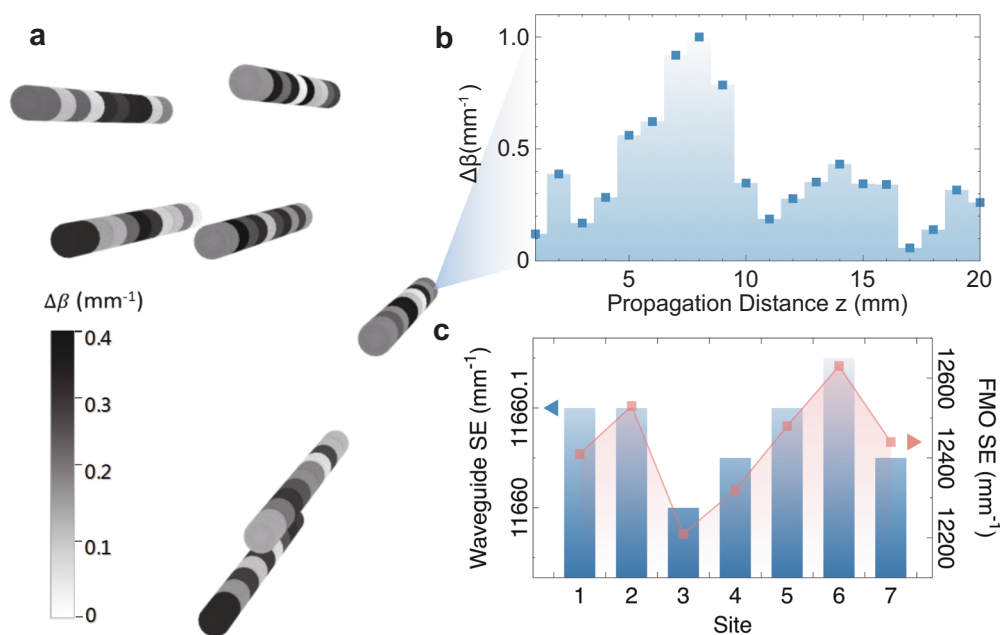 a
Δβ (mm⁻¹)
0.4
0.3
0.2
0.1
0
b
Δβ(mm⁻¹)
1.0
0.5
0
5 10 15 20
Propagation Distance z (mm)
c
Waveguide SE (mm⁻¹)
11660.1
11660
FMO SE (mm⁻¹)
12600
12400
12200
1 2 3 4 5 6 7
Site